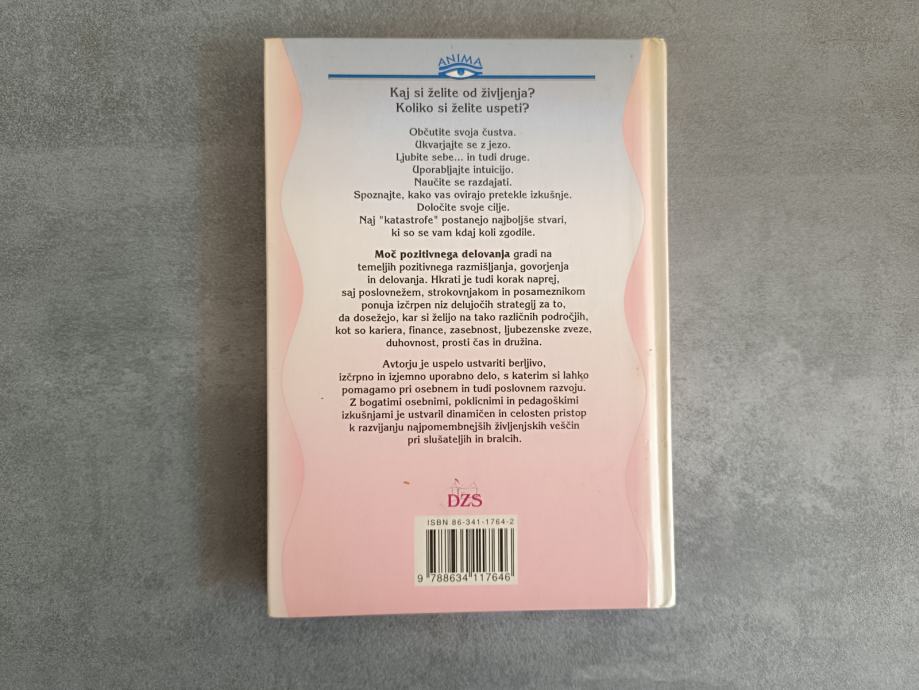 ANIMA
Kaj si želite od življenja?
Koliko si želite uspeti?
Občutite svoja čustva.
Ukvarjajte se z jezo.
Ljubite sebe... in tudi druge.
Uporabljajte intuicijo.
Naučite se razdajati.
Spoznajte, kako vas ovirajo pretekle izkušnje.
Določite svoje cilje.
Naj "katastrofe" postanejo najboljše stvari,
ki so se vam kdaj koli zgodile.
Moč pozitivnega delovanja gradi na
temeljih pozitivnega razmišljanja, govorjenja
in delovanja. Hkrati je tudi korak naprej,
saj poslovnežem, strokovnjakom in posameznikom
ponuja izčrpen niz delujočih strategij za to,
da dosežejo, kar si želijo na tako različnih področjih,
kot so kariera, finance, zasebnost, ljubezenske zveze,
duhovnost, prosti čas in družina.
Avtorju je uspelo ustvariti berljivo,
izčrpno in izjemno uporabno delo, s katerim si lahko
pomagamo pri osebnem in tudi poslovnem razvoju.
Z bogatimi osebnimi, poklicnimi in pedagoškimi
izkušnjami je ustvaril dinamičen in celosten pristop
k razvijanju najpomembnejših življenjskih veščin
pri slušateljih in bralcih.
DZS
ISBN 86-341-1764-2
9 788634 117646